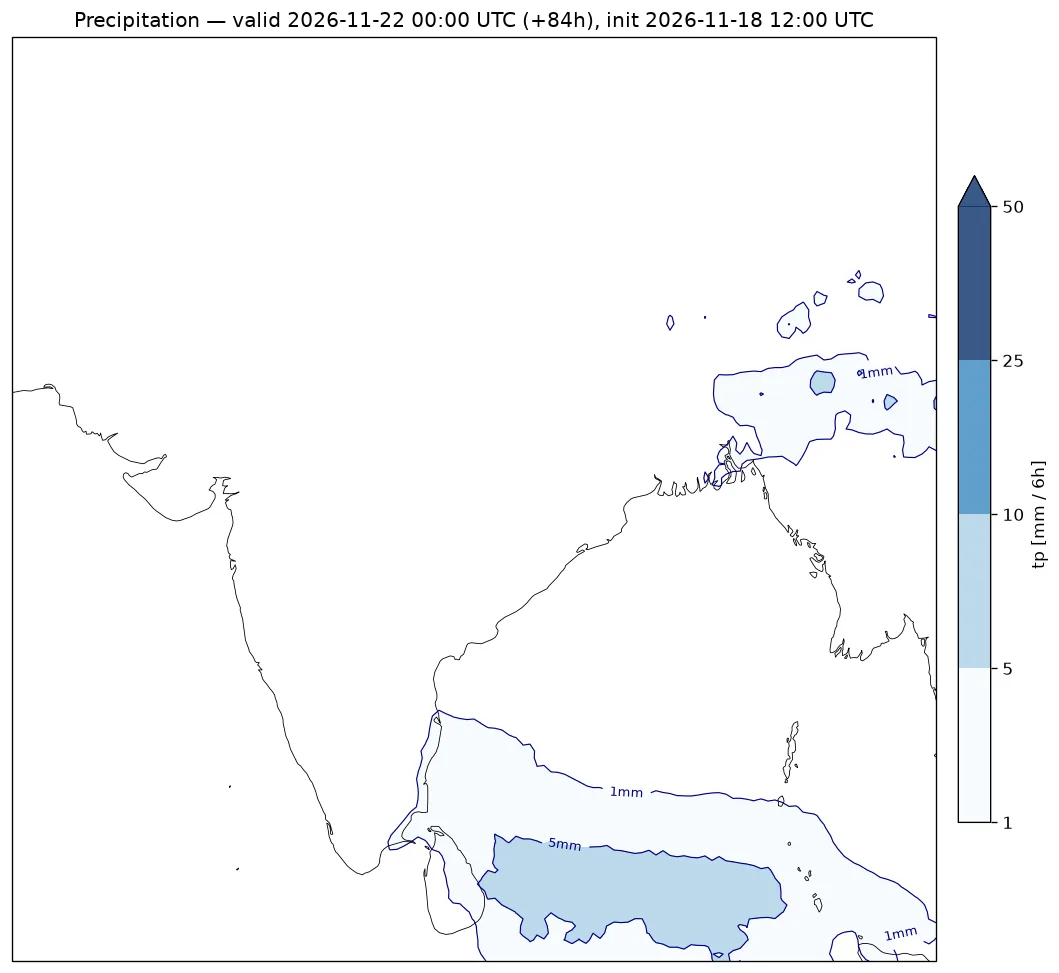 Precipitation — valid 2026-11-22 00:00 UTC (+84h), init 2026-11-18 12:00 UTC
50
25
1mm
10
tp [mm / 6h]
5
1mm
1
5mm
1mm